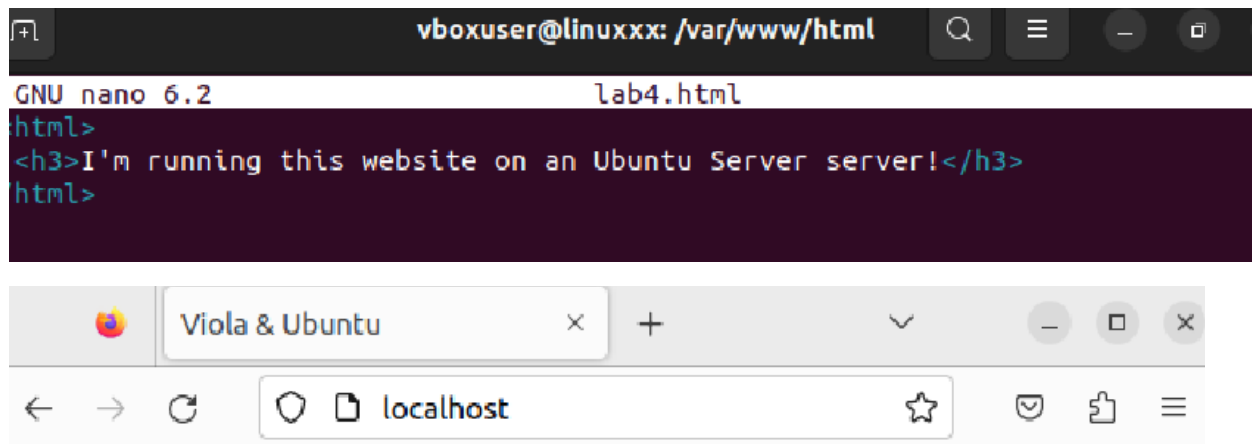 vboxuser@linuxxx: /var/www/html
GNU nano 6.2 lab4.html
html>
<h3>I'm running this website on an Ubuntu Server server!</h3>
/html>
Viola & Ubuntu
localhost